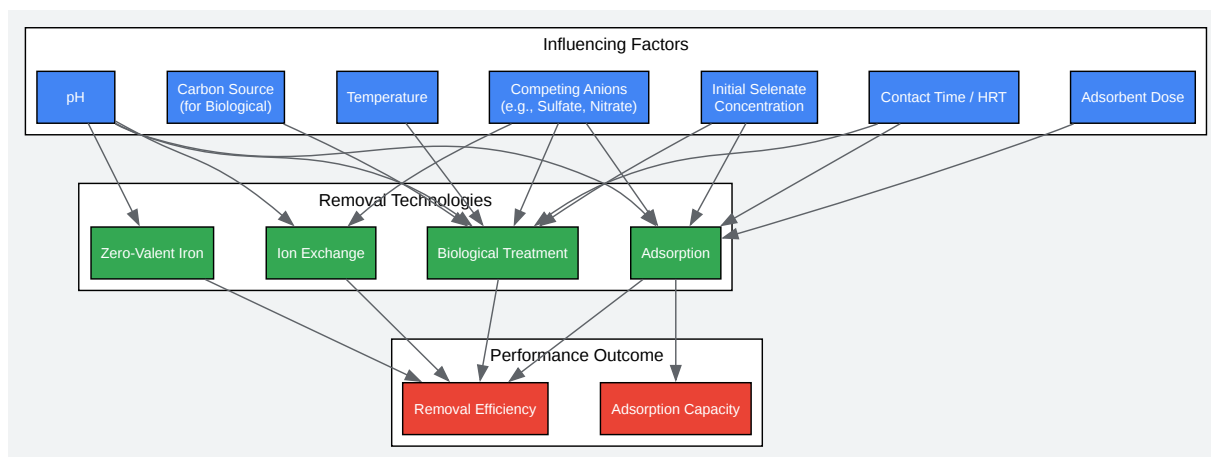 Influencing Factors
pH
Carbon Source
(for Biological)
Temperature
Competing Anions
(e.g., Sulfate, Nitrate)
Initial Selenate
Concentration
Contact Time / HRT
Adsorbent Dose
Removal Technologies
Zero-Valent Iron
Ion Exchange
Biological Treatment
Adsorption
Performance Outcome
Removal Efficiency
Adsorption Capacity